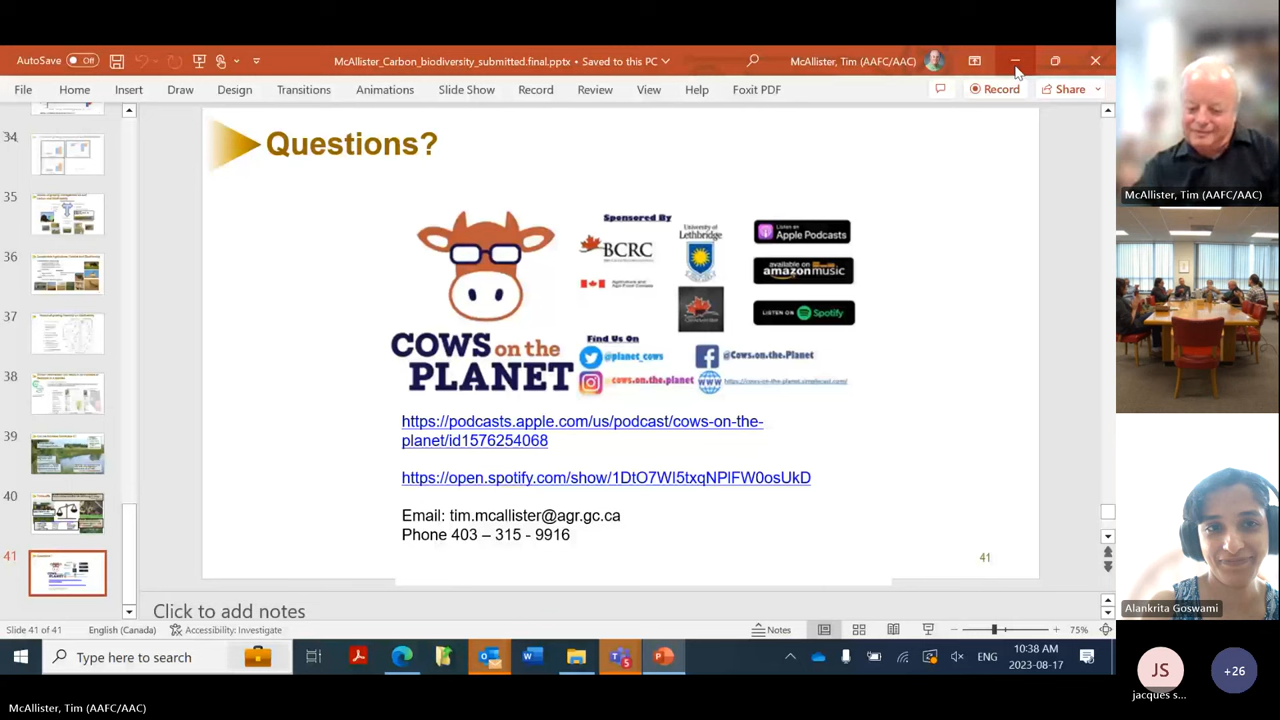 AutoSave Off
McAllister_Carbon_biodiversity_submitted.final.pptx • Saved to this PC
McAllister, Tim (AAFC/AAC)
File Home Insert Draw Design Transitions Animations Slide Show Record Review View Help Foxit PDF
Record
Share
34
35
36
37
38
39
40
41
Questions?
Sponsored By
BCRC
University of
Lethbridge
Listen on
Apple Podcasts
AVAILABLE ON
amazon music
LISTEN ON Spotify
COWS on the
PLANET
Find Us On
@planet_cows
@Cows.on.the.Planet
cows.on.the.planet
https://cows-on-the-planet.simplecast.com/
https://podcasts.apple.com/us/podcast/cows-on-the-
planet/id1576254068
https://open.spotify.com/show/1DtO7WI5txqNPlFW0osUkD
Email: tim.mcallister@agr.gc.ca
Phone 403 – 315 - 9916
41
Click to add notes
Slide 41 of 41
English (Canada)
Accessibility: Investigate
Notes
75%
Type here to search
ENG
10:38 AM
2023-08-17
McAllister, Tim (AAFC/AAC)
Alankrita Goswami
JS
jacques s...
+26
McAllister, Tim (AAFC/AAC)